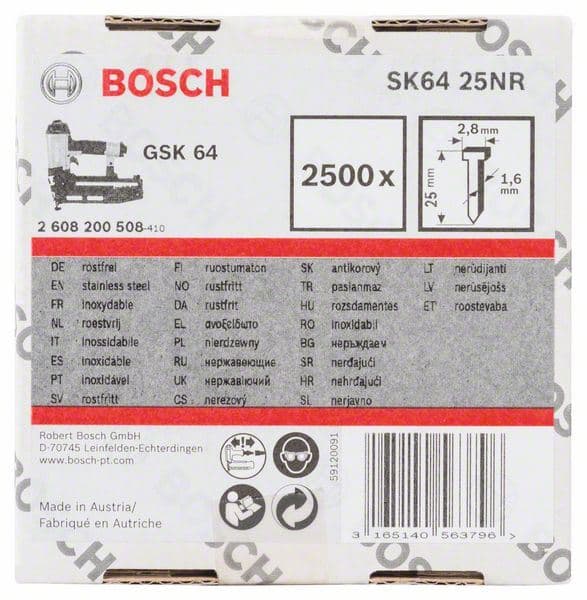 BOSCH
SK64 25NR
GSK 64
2 608 200 508-410
2500 x
2,8 mm
25 mm
1,6 mm
DE rostfrei
EN stainless steel
FR inoxydable
NL roestvrij
IT inossidabile
ES inoxidable
PT inoxidável
SV rostfritt
FI ruostumaton
NO rustfritt
DA rustfrit
EL ανοξείδωτο
PL nierdzewny
RU нержавеющие
UK нержавіючий
CS nerezový
SK antikorový
TR paslanmaz
HU rozsdamentes
RO inoxidabil
BG неръждаем
SR nerđajući
HR nehrđajući
SL nerjavno
LT nerūdijanti
LV nerūsējošs
ET roostevaba
Robert Bosch GmbH
D-70745 Leinfelden-Echterdingen
www.bosch-pt.com
Made in Austria/
Fabriqué en Autriche
59120091
3 165140 563796 >